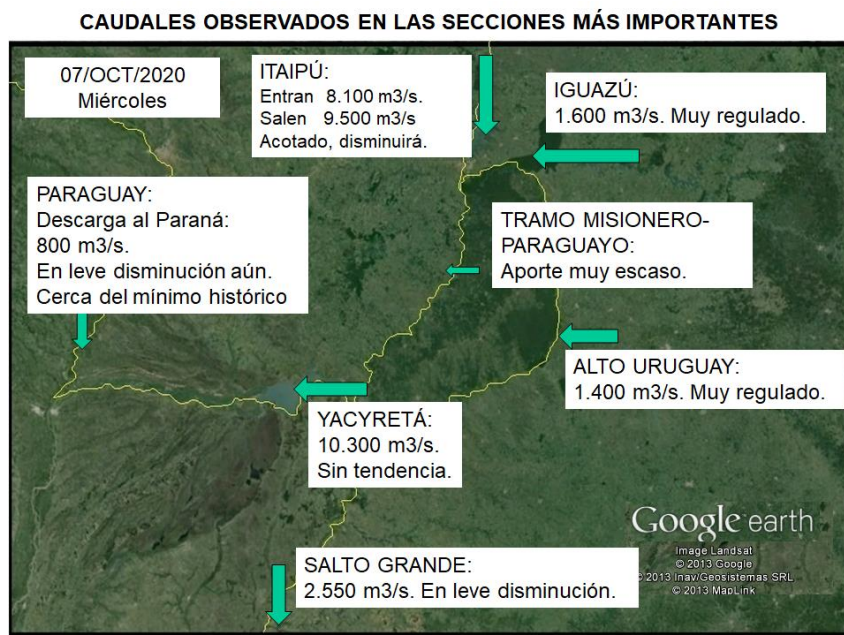 CAUDALES OBSERVADOS EN LAS SECCIONES MÁS IMPORTANTES
07/OCT/2020
Miércoles
ITAIPÚ:
Entran 8.100 m3/s.
Salen 9.500 m3/s
Acotado, disminuirá.
IGUAZÚ:
1.600 m3/s. Muy regulado.
PARAGUAY:
Descarga al Paraná:
800 m3/s.
En leve disminución aún.
Cerca del mínimo histórico
TRAMO MISIONERO-
PARAGUAYO:
Aporte muy escaso.
ALTO URUGUAY:
1.400 m3/s. Muy regulado.
YACYRETÁ:
10.300 m3/s.
Sin tendencia.
SALTO GRANDE:
2.550 m3/s. En leve disminución.
Google earth
Image Landsat
© 2013 Google
© 2013 Inav/Geosistemas SRL
© 2013 MapLink